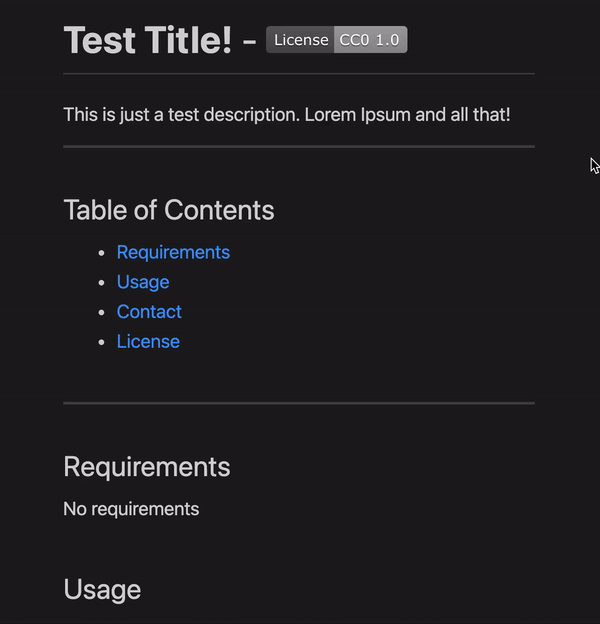 Test Title! - License CC0 1.0
This is just a test description. Lorem Ipsum and all that!
Table of Contents
Requirements
Usage
Contact
License
Requirements
No requirements
Usage